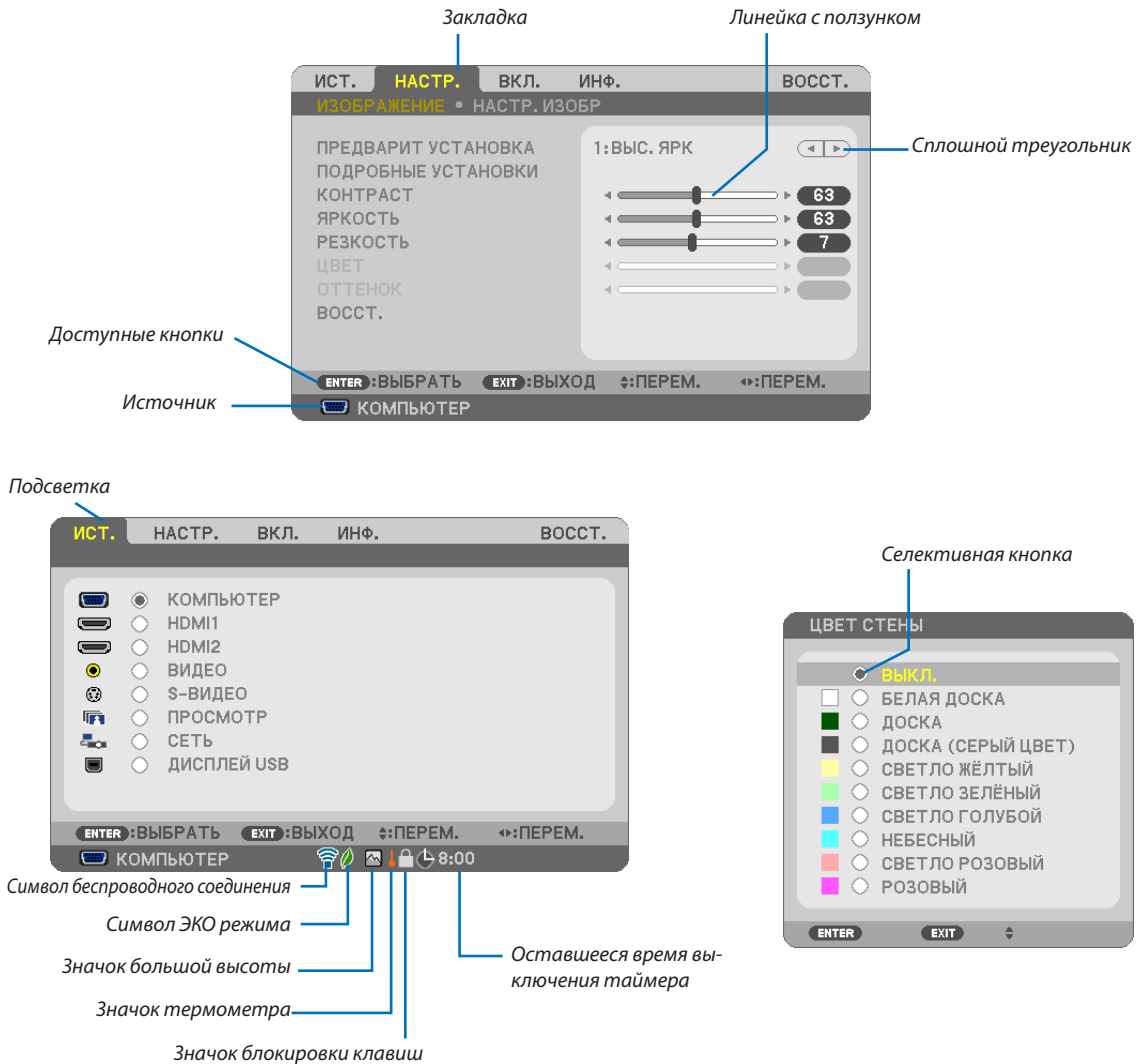 Закладка
Линейка с ползунком
ИСТ. НАСТР. ВКЛ. ИНФ. ВОССТ.
ИЗОБРАЖЕНИЕ • НАСТР. ИЗОБР
ПРЕДВАРИТ УСТАНОВКА 1:ВЫС. ЯРК
Сплошной треугольник
ПОДРОБНЫЕ УСТАНОВКИ
КОНТРАСТ 63
ЯРКОСТЬ 63
РЕЗКОСТЬ 7
ЦВЕТ
ОТТЕНОК
ВОССТ.
Доступные кнопки
ENTER :ВЫБРАТЬ EXIT :ВЫХОД :ПЕРЕМ. :ПЕРЕМ.
Источник
КОМПЬЮТЕР
Подсветка
ИСТ. НАСТР. ВКЛ. ИНФ. ВОССТ.
КОМПЬЮТЕР
HDMI1
HDMI2
ВИДЕО
S-ВИДЕО
ПРОСМОТР
СЕТЬ
ДИСПЛЕЙ USB
ENTER :ВЫБРАТЬ EXIT :ВЫХОД :ПЕРЕМ. :ПЕРЕМ.
КОМПЬЮТЕР 8:00
Символ беспроводного соединения
Символ ЭКО режима
Значок большой высоты
Значок термометра
Значок блокировки клавиш
Оставшееся время вы-
ключения таймера
Селективная кнопка
ЦВЕТ СТЕНЫ
ВЫКЛ.
БЕЛАЯ ДОСКА
ДОСКА
ДОСКА (СЕРЫЙ ЦВЕТ)
СВЕТЛО ЖЁЛТЫЙ
СВЕТЛО ЗЕЛЁНЫЙ
СВЕТЛО ГОЛУБОЙ
НЕБЕСНЫЙ
СВЕТЛО РОЗОВЫЙ
РОЗОВЫЙ
ENTER EXIT